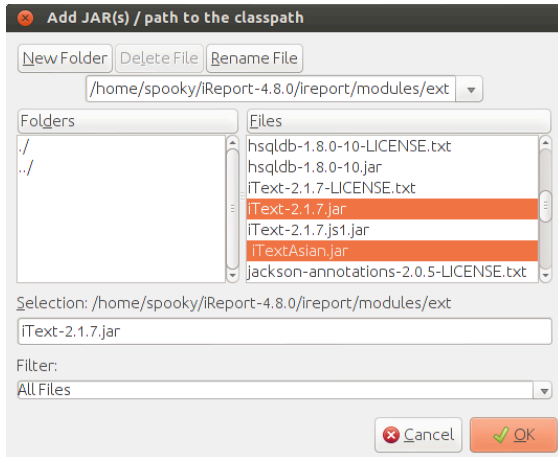 Add JAR(s) / path to the classpath
New Folder Delete File Rename File
/home/spooky/iReport-4.8.0/ireport/modules/ext
Folders
./
../
Files
hsqldb-1.8.0-10-LICENSE.txt
hsqldb-1.8.0-10.jar
iText-2.1.7-LICENSE.txt
iText-2.1.7.jar
iText-2.1.7.js1.jar
iTextAsian.jar
jackson-annotations-2.0.5-LICENSE.txt
Selection: /home/spooky/iReport-4.8.0/ireport/modules/ext
iText-2.1.7.jar
Filter:
All Files
Cancel OK